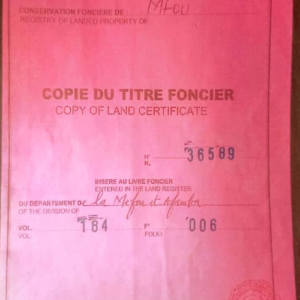 CONSERVATION FONCIÈRE DE : MFOU
REGISTRY OF LANDED PROPERTY OF
COPIE DU TITRE FONCIER
COPY OF LAND CERTIFICATE
N° 36589
N.
INSERE AU LIVRE FONCIER
ENTERED IN THE LAND REGISTER
DU DÉPARTEMENT DE la Mefou et Afamba
OF THE DIVISION OF
VOL. 184 F° 006
VOL. FOLIO